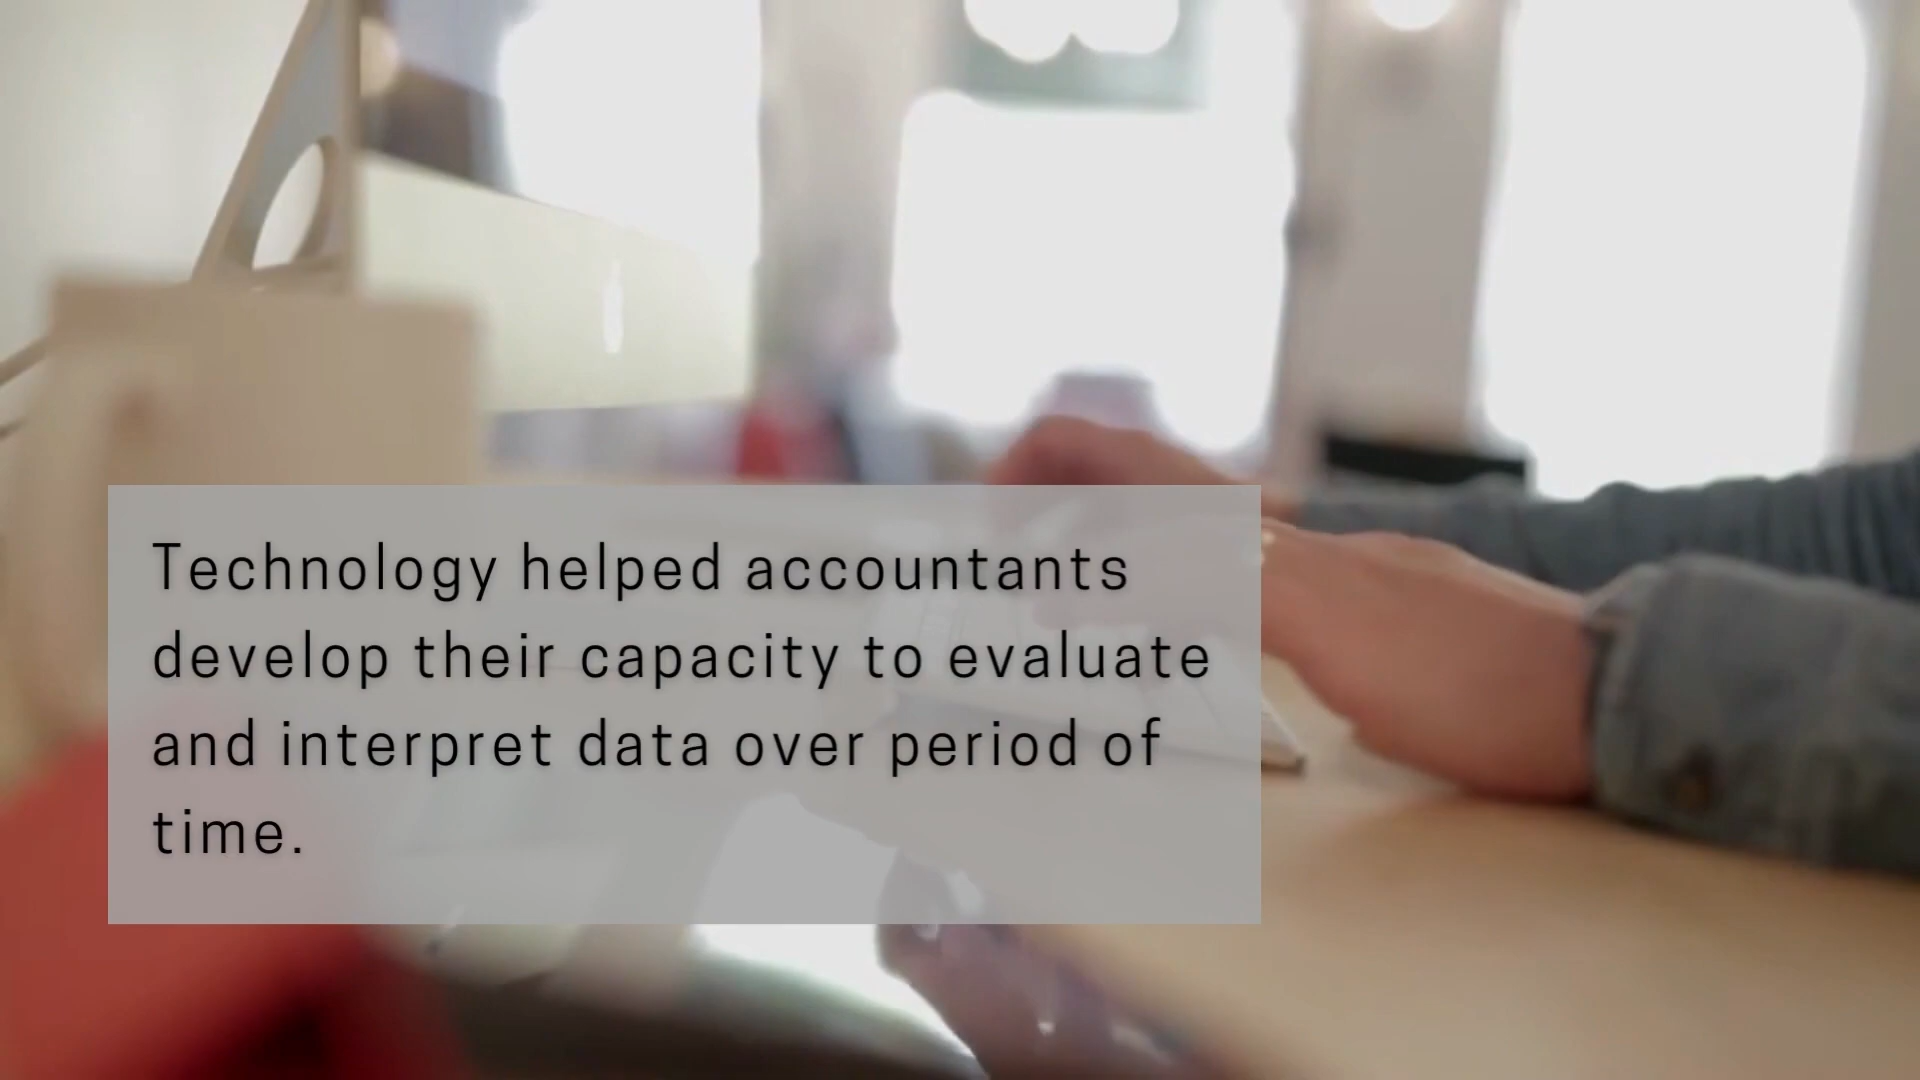 Technology helped accountants
develop their capacity to evaluate
and interpret data over period of
time.